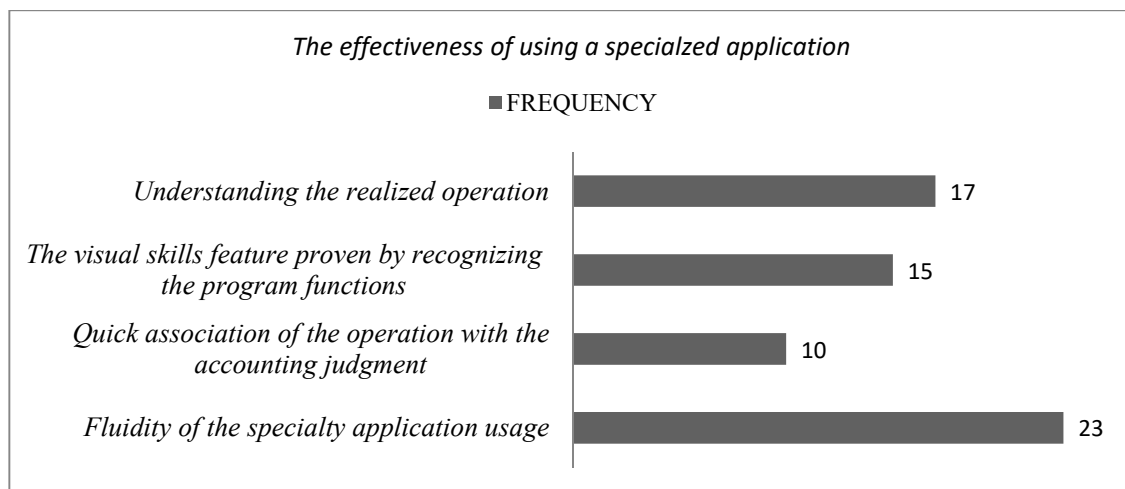 The effectiveness of using a specialzed application
FREQUENCY
Understanding the realized operation
17
The visual skills feature proven by recognizing
the program functions
15
Quick association of the operation with the
accounting judgment
10
Fluidity of the specialty application usage
23